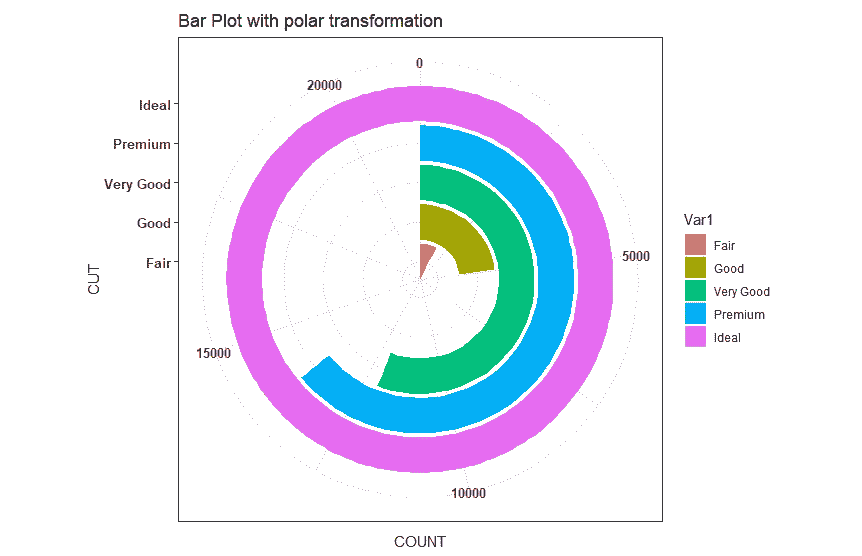 Bar Plot with polar transformation
0
20000
Ideal
Premium
Very Good
Good
Fair
5000
15000
10000
CUT
COUNT
Var1
Fair
Good
Very Good
Premium
Ideal